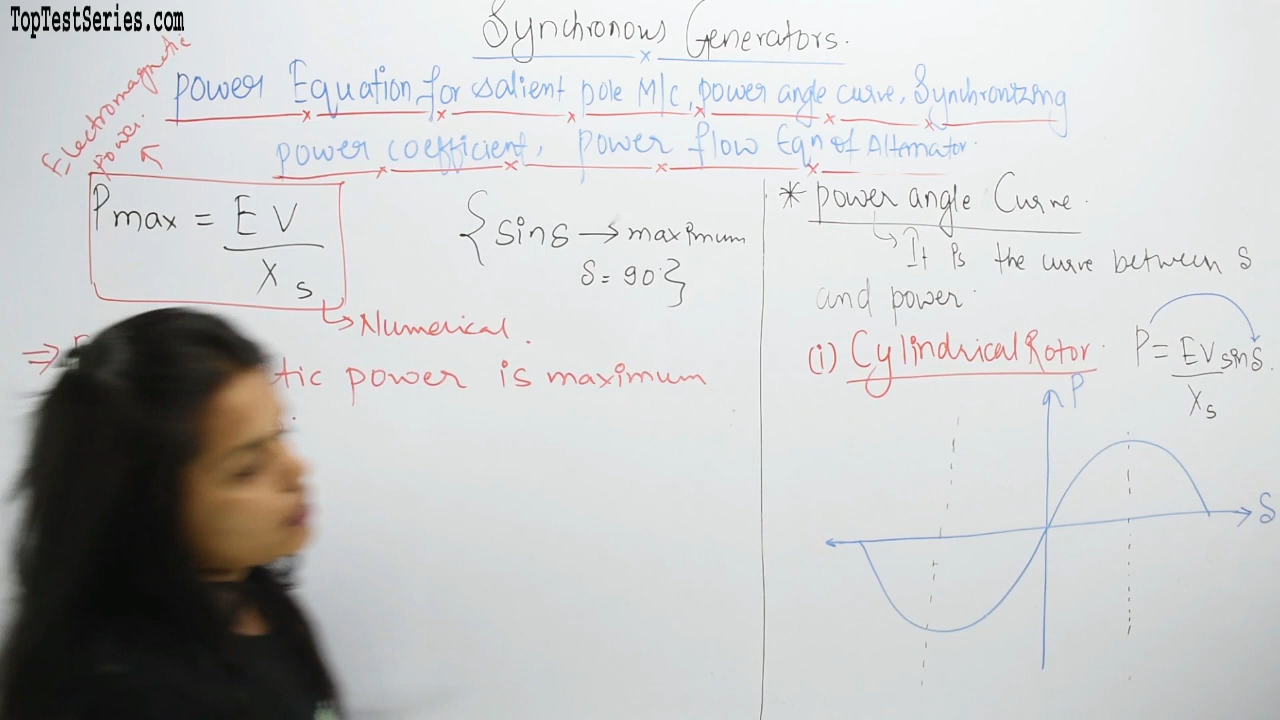 TopTestSeries.com
Synchronous Generators.
power Equation for salient pole M/c, power angle curve, Synchronizing
power coefficient, power flow Eqn of Alternator.
Electromagnetic
power.
Pmax = EV
Xs
{ sinδ → maximum
δ = 90° }
Numerical.
⇒
tic power is maximum
* power angle Curve.
It is the curve between δ
and power.
(i) Cylindrical Rotor.
P = EV sinδ.
Xs
P
δ